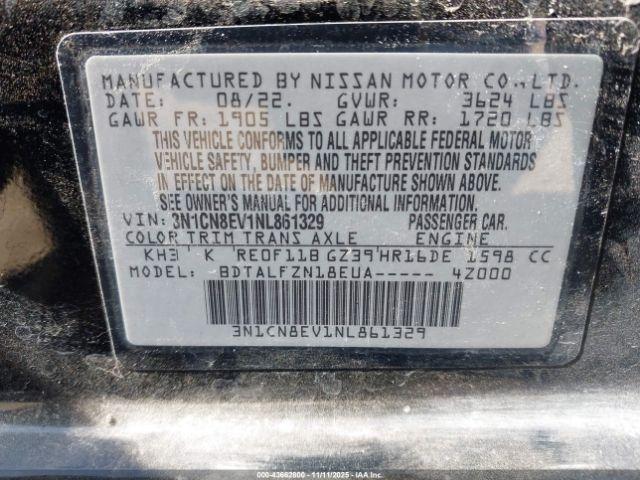 MANUFACTURED BY NISSAN MOTOR CO., LTD.
DATE: 08/22. GVWR: 3624 LBS
GAWR FR: 1905 LBS GAWR RR: 1720 LBS
THIS VEHICLE CONFORMS TO ALL APPLICABLE FEDERAL MOTOR
VEHICLE SAFETY, BUMPER AND THEFT PREVENTION STANDARDS
IN EFFECT ON THE DATE OF MANUFACTURE SHOWN ABOVE.
SEE OWNER'S MANUAL FOR ADDITIONAL INFORMATION.
VIN: 3N1CN8EV1NL861329 PASSENGER CAR.
COLOR TRIM TRANS AXLE ENGINE
KH3 K RE0F11B GZ39 HR16DE 1598 CC
MODEL: BDTALFZN18EUA----- 4Z000
3N1CN8EV1NL861329
000-43662800 - 11/11/2025 - IAAI.com